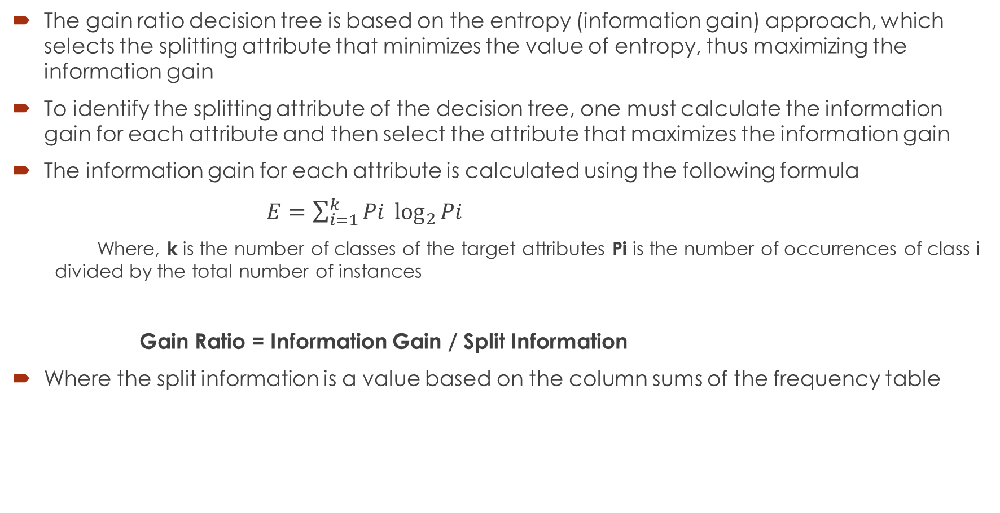 The gain ratio decision tree is based on the entropy (information gain) approach, which
selects the splitting attribute that minimizes the value of entropy, thus maximizing the
information gain
To identify the splitting attribute of the decision tree, one must calculate the information
gain for each attribute and then select the attribute that maximizes the information gain
The information gain for each attribute is calculated using the following formula
E = ∑ᵏᵢ₌₁ Pi log₂ Pi
Where, k is the number of classes of the target attributes Pi is the number of occurrences of class i
divided by the total number of instances
Gain Ratio = Information Gain / Split Information
Where the split information is a value based on the column sums of the frequency table